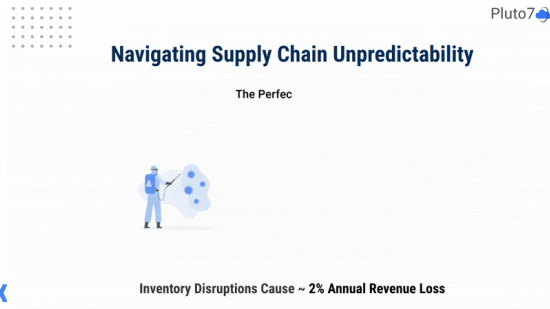 Pluto7
Navigating Supply Chain Unpredictability
The Perfec
Inventory Disruptions Cause ~ 2% Annual Revenue Loss